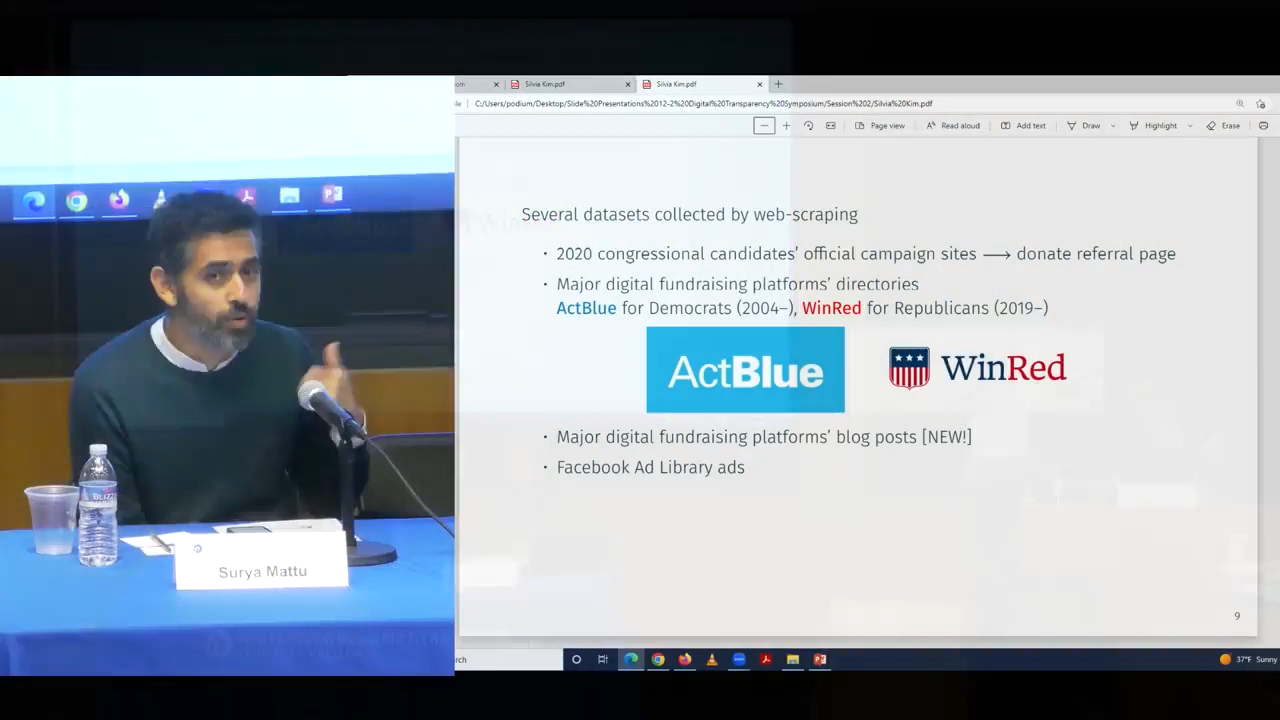 Silvia Kim.pdf
Silvia Kim.pdf
C:/Users/podium/Desktop/Slide%20Presentations%2012-2%20Digital%20Transparency%20Symposium/Session%202/Silvia%20Kim.pdf
Page view
Read aloud
Add text
Draw
Highlight
Erase
Several datasets collected by web-scraping
· 2020 congressional candidates' official campaign sites → donate referral page
· Major digital fundraising platforms' directories
ActBlue for Democrats (2004–), WinRed for Republicans (2019–)
ActBlue
WinRed
· Major digital fundraising platforms' blog posts [NEW!]
· Facebook Ad Library ads
9
37°F Sunny
BLIZZ
Surya Mattu